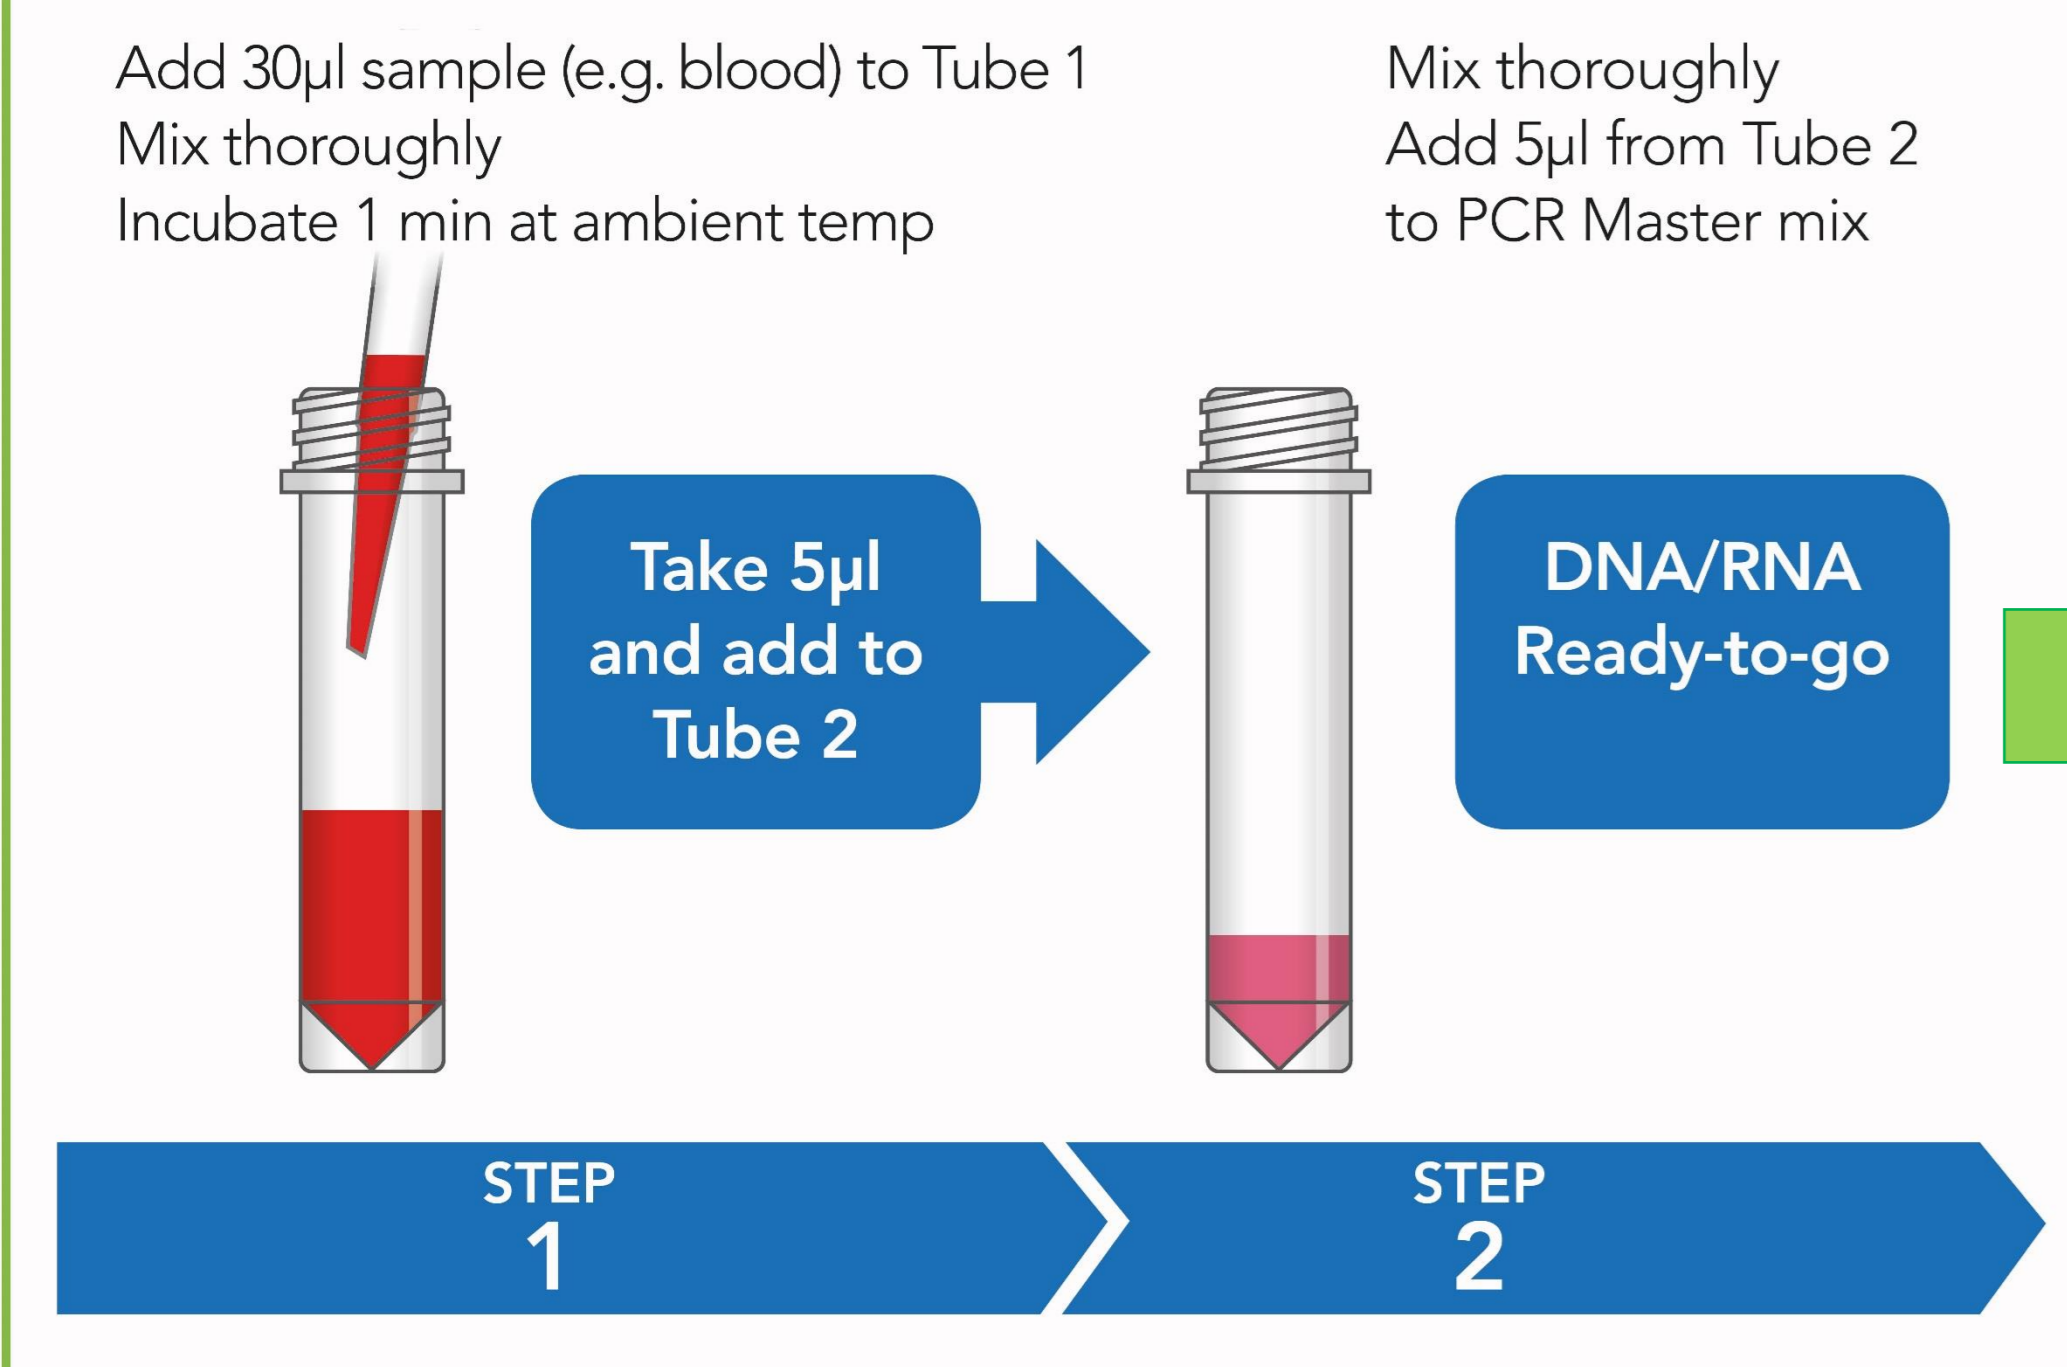 Add 30µl sample (e.g. blood) to Tube 1
Mix thoroughly
Incubate 1 min at ambient temp
Mix thoroughly
Add 5µl from Tube 2
to PCR Master mix
Take 5µl
and add to
Tube 2
DNA/RNA
Ready-to-go
STEP
1
STEP
2